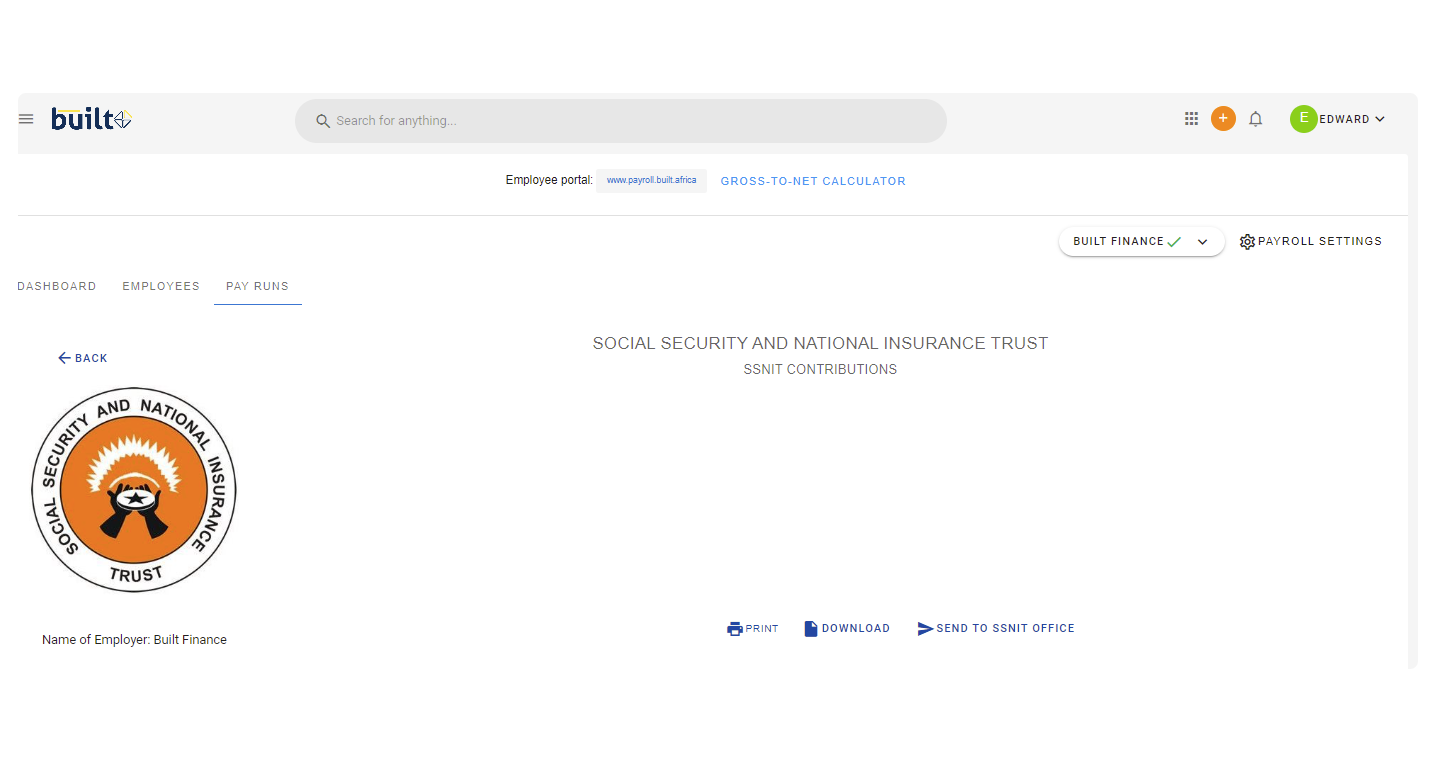 built
Search for anything...
+
E EDWARD
Employee portal: www.payroll.built.africa GROSS-TO-NET CALCULATOR
BUILT FINANCE PAYROLL SETTINGS
DASHBOARD EMPLOYEES PAY RUNS
BACK
SOCIAL SECURITY AND NATIONAL INSURANCE TRUST
SSNIT CONTRIBUTIONS
SOCIAL SECURITY AND NATIONAL INSURANCE
TRUST
PRINT DOWNLOAD SEND TO SSNIT OFFICE
Name of Employer: Built Finance